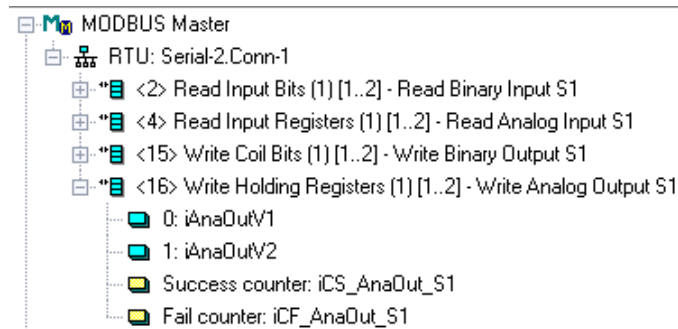 MODBUS Master
RTU: Serial-2.Conn-1
<2> Read Input Bits (1) [1..2] - Read Binary Input S1
<4> Read Input Registers (1) [1..2] - Read Analog Input S1
<15> Write Coil Bits (1) [1..2] - Write Binary Output S1
<16> Write Holding Registers (1) [1..2] - Write Analog Output S1
0: iAnaOutV1
1: iAnaOutV2
Success counter: iCS_AnaOut_S1
Fail counter: iCF_AnaOut_S1